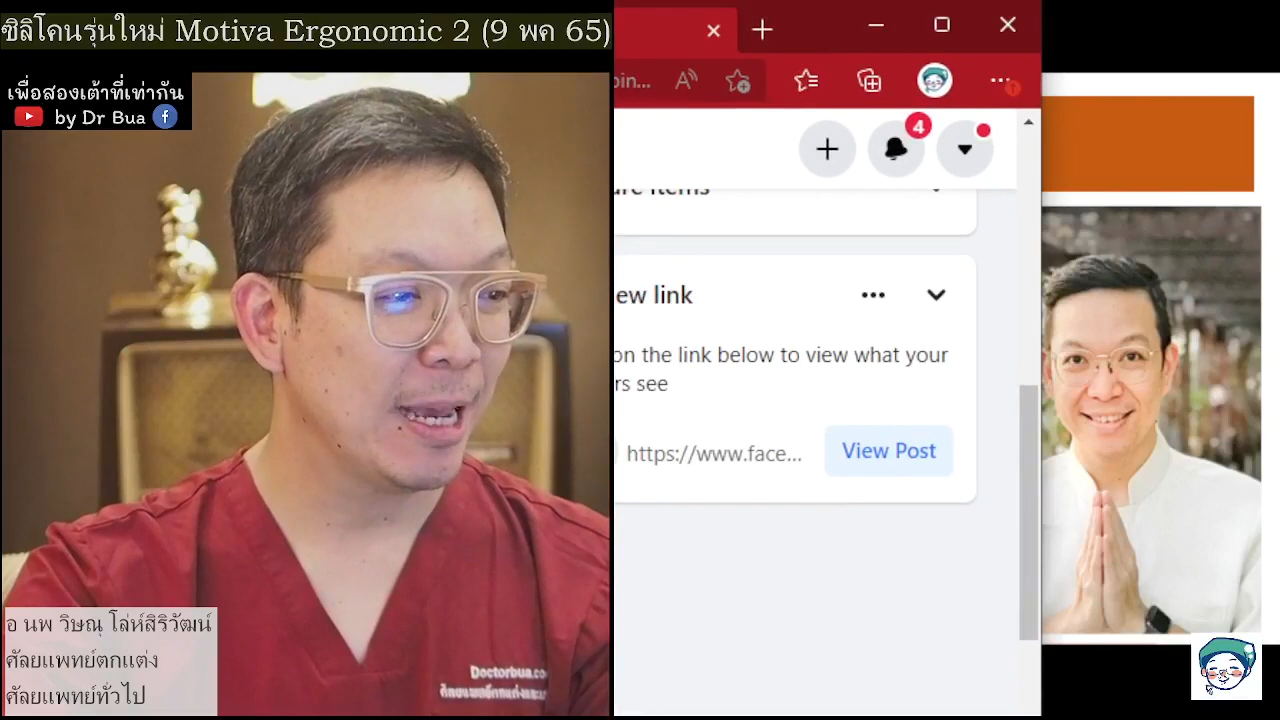 ซิลิโคนรุ่นใหม่ Motiva Ergonomic 2 (9 พค 65)
เพื่อสองเต้าที่เท่ากัน
by Dr Bua
4
ew link
on the link below to view what your
rs see
https://www.face...
View Post
อ นพ วิษณุ โล่ห์สิริวัฒน์
ศัลยแพทย์ตกแต่ง
ศัลยแพทย์ทั่วไป
Doctorbua.co